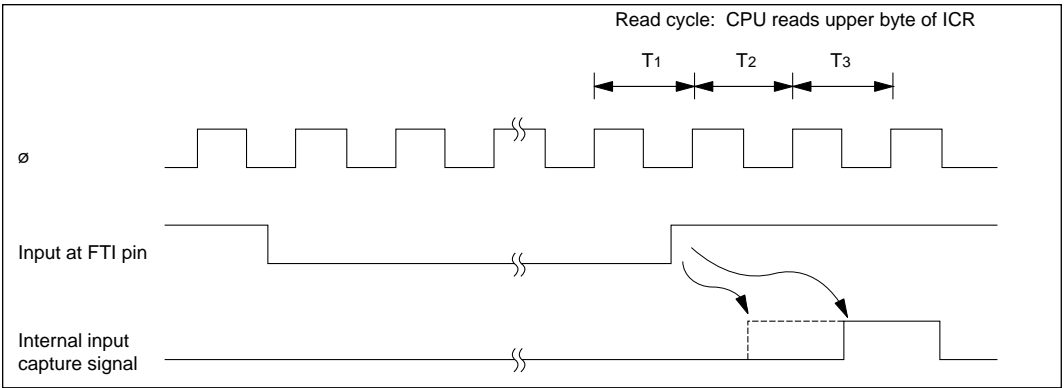 Read cycle: CPU reads upper byte of ICR
T1 T2 T3
ø
Input at FTI pin
Internal input
capture signal